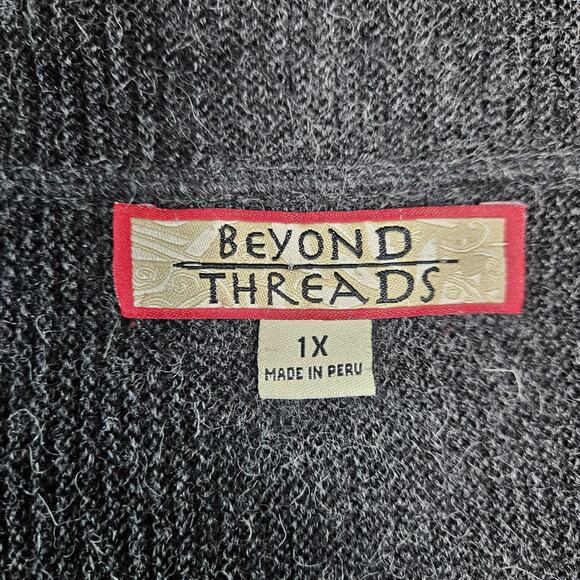 BEYOND
THREADS
1X
MADE IN PERU